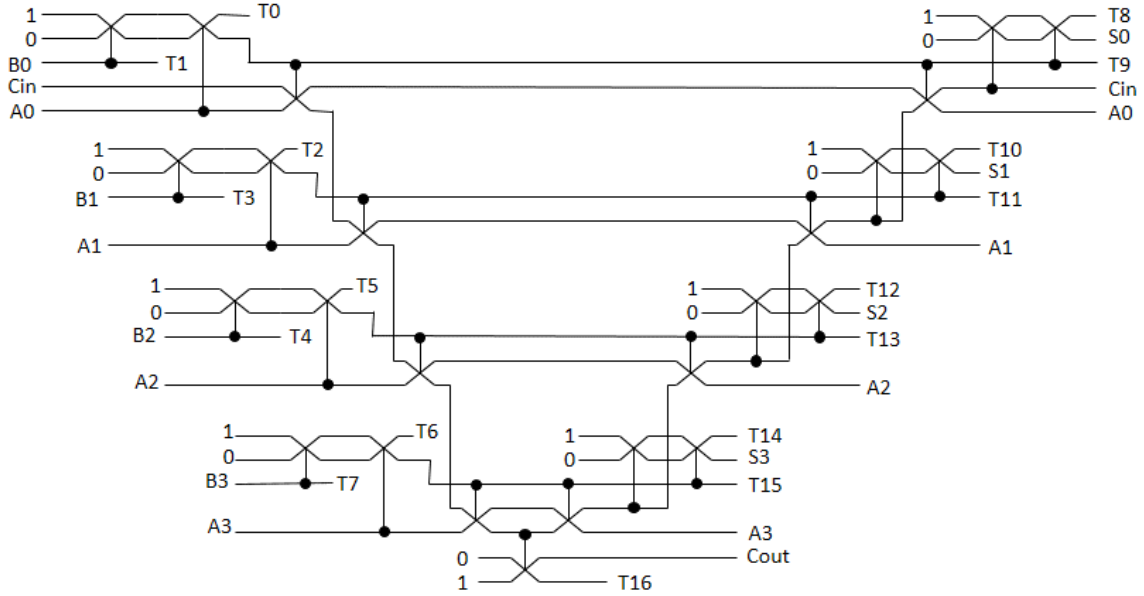 1 T0 1 T8
0 0 S0
B0 T1 T9
Cin Cin
A0 A0
1 T2 1 T10
0 0 S1
B1 T3 T11
A1 A1
1 T5 1 T12
0 0 S2
B2 T4 T13
A2 A2
1 T6 1 T14
0 0 S3
B3 T7 T15
A3 A3
0 Cout
1 T16